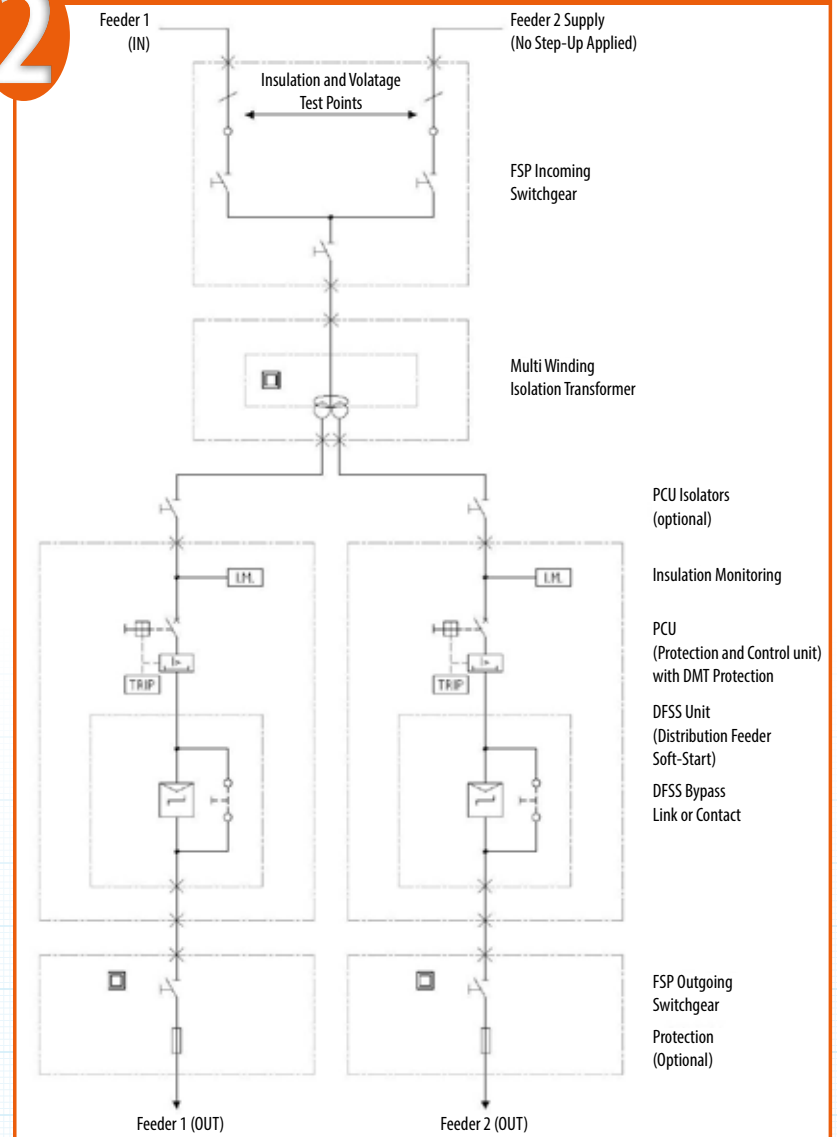 2
Feeder 1
(IN)
Feeder 2 Supply
(No Step-Up Applied)
Insulation and Volatage
Test Points
FSP Incoming
Switchgear
Multi Winding
Isolation Transformer
PCU Isolators
(optional)
I.M.
I.M.
Insulation Monitoring
PCU
(Protection and Control unit)
with DMT Protection
I>
I>
TRIP
TRIP
DFSS Unit
(Distribution Feeder
Soft-Start)
DFSS Bypass
Link or Contact
FSP Outgoing
Switchgear
Protection
(Optional)
Feeder 1 (OUT)
Feeder 2 (OUT)